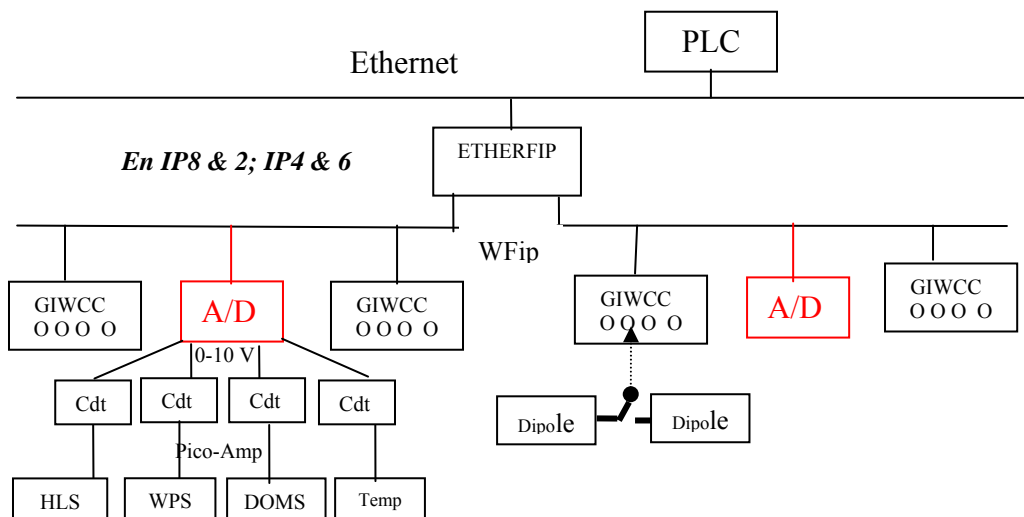 PLC
Ethernet
ETHERFIP
En IP8 & 2; IP4 & 6
WFip
GIWCC
O O O O
A/D
GIWCC
O O O O
GIWCC
O O O O
A/D
GIWCC
O O O O
0-10 V
Cdt
Cdt
Cdt
Cdt
Dipole
Dipole
Pico-Amp
HLS
WPS
DOMS
Temp